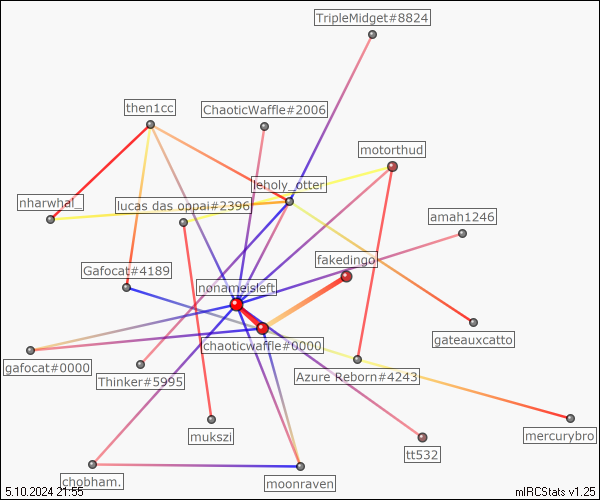 TripleMidget#8824
then1cc
ChaoticWaffle#2006
motorthud
leholy_otter
nharwhal_
lucas das oppai#2396
amah1246
fakedingo
Gafocat#4189
nonameisleft
chaoticwaffle#0000
gateauxcatto
gafocat#0000
Thinker#5995
Azure Reborn#4243
mukszi
mercurybro
tt532
chobham.
moonraven
5.10.2024 21:55
mIRCStats v1.25